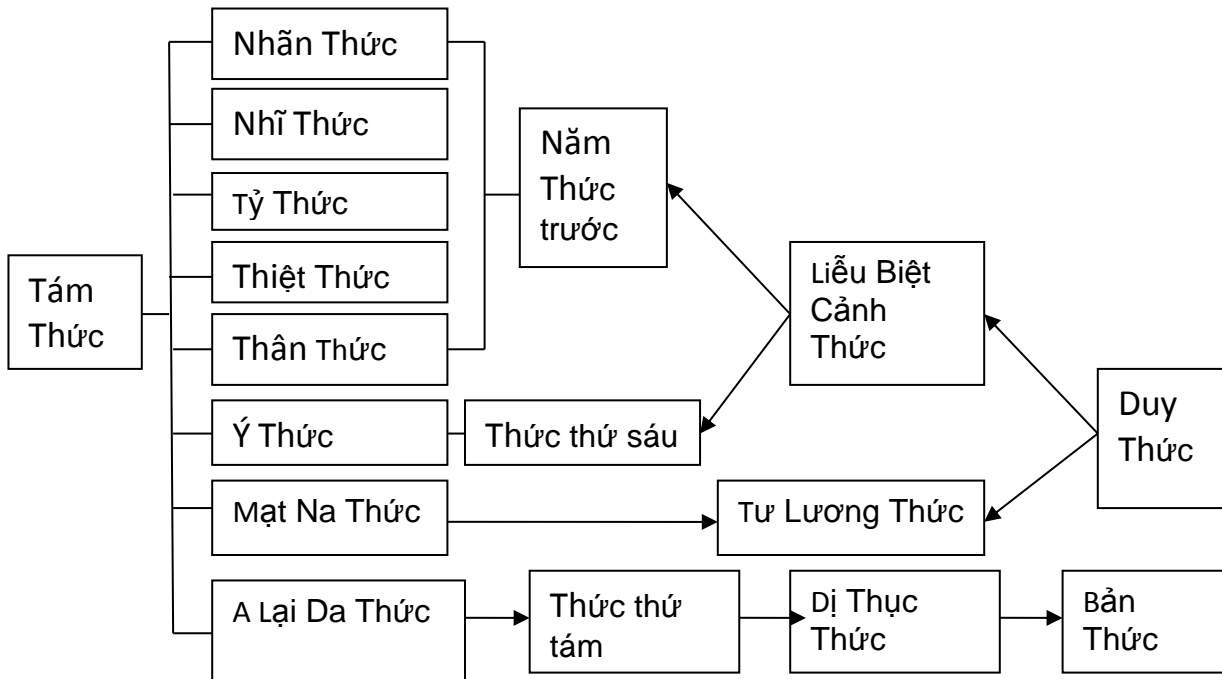 Nhãn Thức
Nhĩ Thức
Tỷ Thức
Thiệt Thức
Thân Thức
Ý Thức
Mạt Na Thức
A Lại Da Thức
Tám
Thức
Năm
Thức
trước
Thức thứ sáu
Liễu Biệt
Cảnh
Thức
Tư Lương Thức
Duy
Thức
Thức thứ
tám
Dị Thục
Thức
Bản
Thức